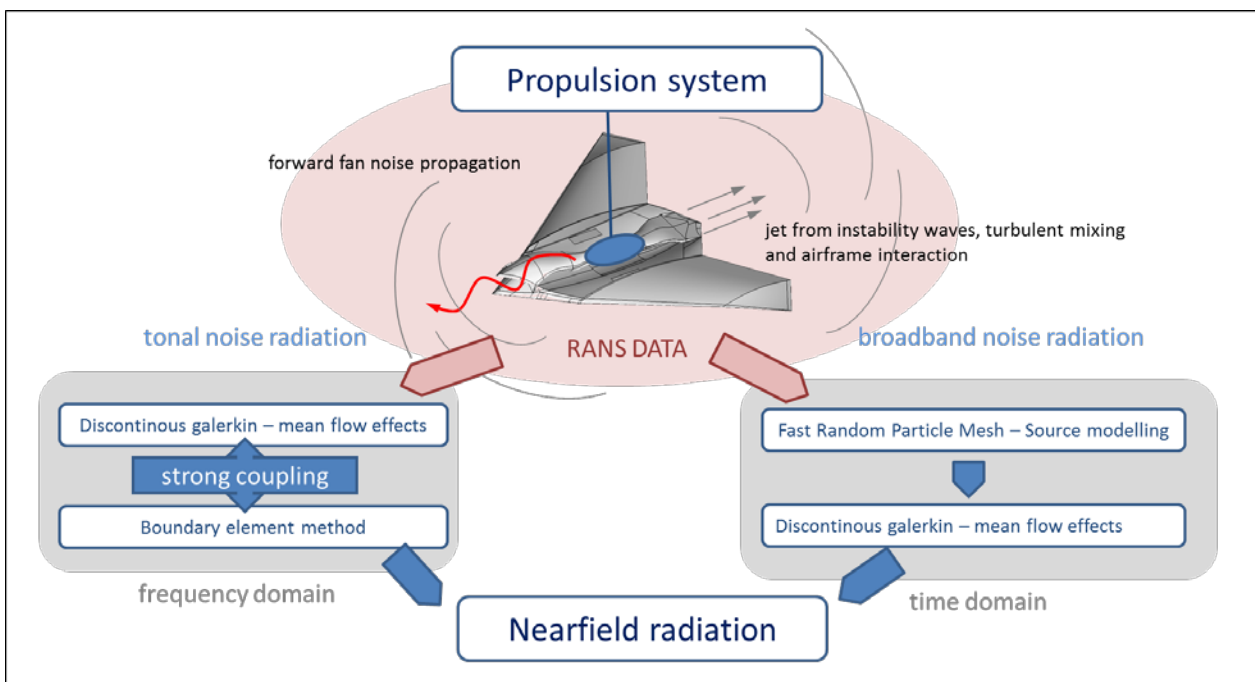 Propulsion system
forward fan noise propagation
jet from instability waves, turbulent mixing
and airframe interaction
tonal noise radiation
RANS DATA
broadband noise radiation
Discontinous galerkin – mean flow effects
strong coupling
Boundary element method
frequency domain
Fast Random Particle Mesh – Source modelling
Discontinous galerkin – mean flow effects
time domain
Nearfield radiation